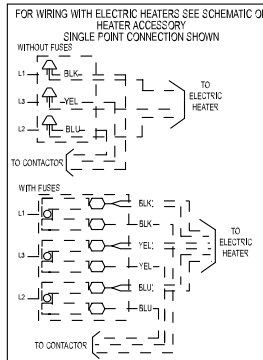 FOR WIRING WITH ELECTRIC HEATERS SEE SCHEMATIC O
HEATER ACCESSORY
SINGLE POINT CONNECTION SHOWN
WITHOUT FUSES
L1 BLK
L3 YEL
L2 BLU
TO
ELECTRIC
HEATER
TO CONTACTOR
WITH FUSES
L1 BLK
BLK
L3 YEL
YEL
L2 BLU
BLU
TO
ELECTRIC
HEATER
TO CONTACTOR